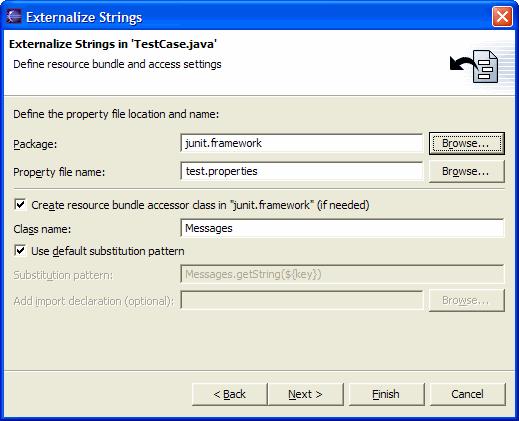 Externalize Strings
Externalize Strings in 'TestCase.java'
Define resource bundle and access settings
Define the property file location and name:
Package: junit.framework Browse...
Property file name: test.properties Browse...
Create resource bundle accessor class in "junit.framework" (if needed)
Class name: Messages
Use default substitution pattern
Substitution pattern: Messages.getString(${key})
Add import declaration (optional): Browse...
< Back Next > Finish Cancel